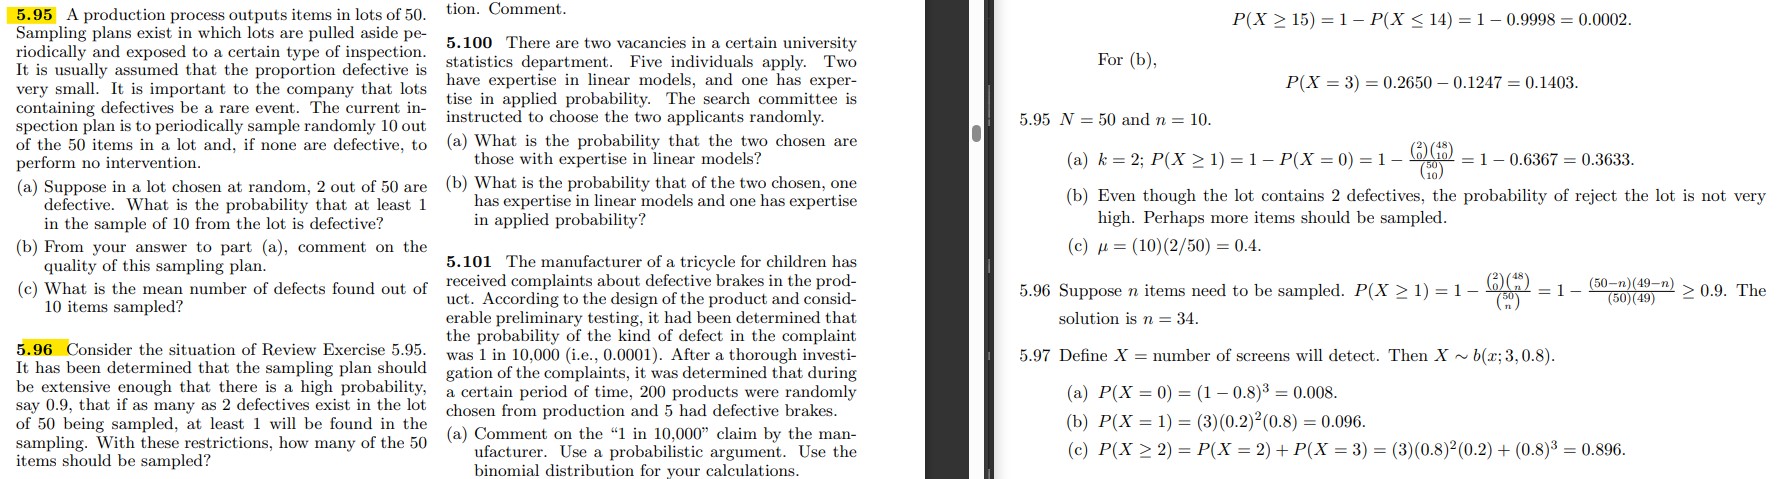 5.95 A production process outputs items in lots of 50.
Sampling plans exist in which lots are pulled aside pe-
riodically and exposed to a certain type of inspection.
It is usually assumed that the proportion defective is
very small. It is important to the company that lots
containing defectives be a rare event. The current in-
spection plan is to periodically sample randomly 10 out
of the 50 items in a lot and, if none are defective, to
perform no intervention.
(a) Suppose in a lot chosen at random, 2 out of 50 are
defective. What is the probability that at least 1
in the sample of 10 from the lot is defective?
(b) From your answer to part (a), comment on the
quality of this sampling plan.
(c) What is the mean number of defects found out of
10 items sampled?
5.96 Consider the situation of Review Exercise 5.95.
It has been determined that the sampling plan should
be extensive enough that there is a high probability,
say 0.9, that if as many as 2 defectives exist in the lot
of 50 being sampled, at least 1 will be found in the
sampling. With these restrictions, how many of the 50
items should be sampled?
tion. Comment.
5.100 There are two vacancies in a certain university
statistics department. Five individuals apply. Two
have expertise in linear models, and one has exper-
tise in applied probability. The search committee is
instructed to choose the two applicants randomly.
(a) What is the probability that the two chosen are
those with expertise in linear models?
(b) What is the probability that of the two chosen, one
has expertise in linear models and one has expertise
in applied probability?
5.101 The manufacturer of a tricycle for children has
received complaints about defective brakes in the prod-
uct. According to the design of the product and consid-
erable preliminary testing, it had been determined that
the probability of the kind of defect in the complaint
was 1 in 10,000 (i.e., 0.0001). After a thorough investi-
gation of the complaints, it was determined that during
a certain period of time, 200 products were randomly
chosen from production and 5 had defective brakes.
(a) Comment on the “1 in 10,000” claim by the man-
ufacturer. Use a probabilistic argument. Use the
binomial distribution for your calculations.
P(X ≥ 15) = 1 − P(X ≤ 14) = 1 − 0.9998 = 0.0002.
For (b),
P(X = 3) = 0.2650 − 0.1247 = 0.1403.
5.95 N = 50 and n = 10.
(a) k = 2; P(X ≥ 1) = 1 − P(X = 0) = 1 − \frac{\binom{2}{0}\binom{48}{10}}{\binom{50}{10}} = 1 − 0.6367 = 0.3633.
(b) Even though the lot contains 2 defectives, the probability of reject the lot is not very
high. Perhaps more items should be sampled.
(c) μ = (10)(2/50) = 0.4.
5.96 Suppose n items need to be sampled. P(X ≥ 1) = 1 − \frac{\binom{2}{0}\binom{48}{n}}{\binom{50}{n}} = 1 − \frac{(50−n)(49−n)}{(50)(49)} ≥ 0.9. The
solution is n = 34.
5.97 Define X = number of screens will detect. Then X ∼ b(x; 3, 0.8).
(a) P(X = 0) = (1 − 0.8)³ = 0.008.
(b) P(X = 1) = (3)(0.2)²(0.8) = 0.096.
(c) P(X ≥ 2) = P(X = 2) + P(X = 3) = (3)(0.8)²(0.2) + (0.8)³ = 0.896.